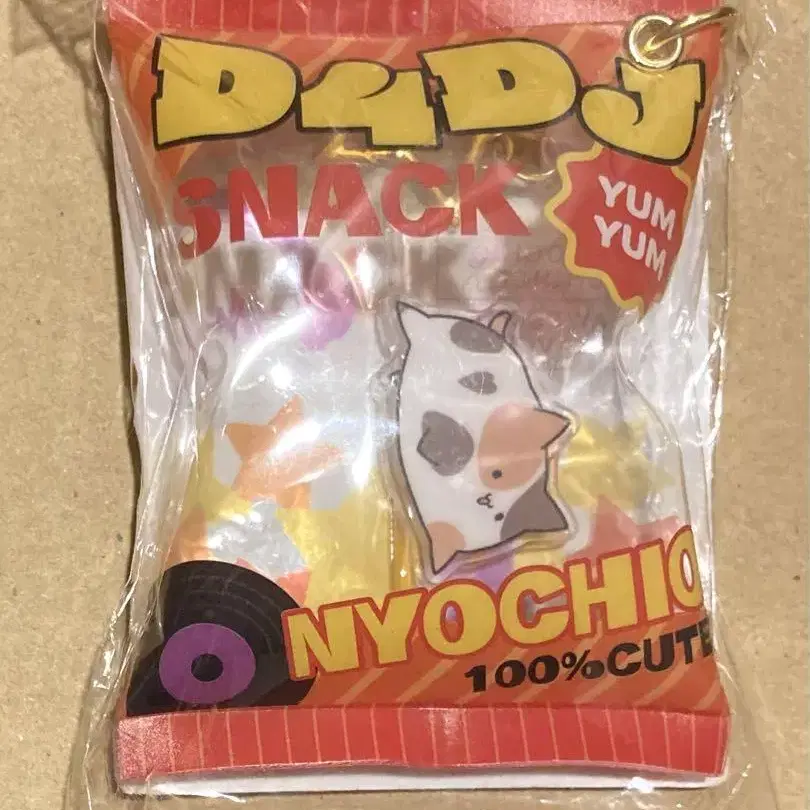 D4DJ
SNACK
YUM
YUM
NYOCHIO
100%CUTE